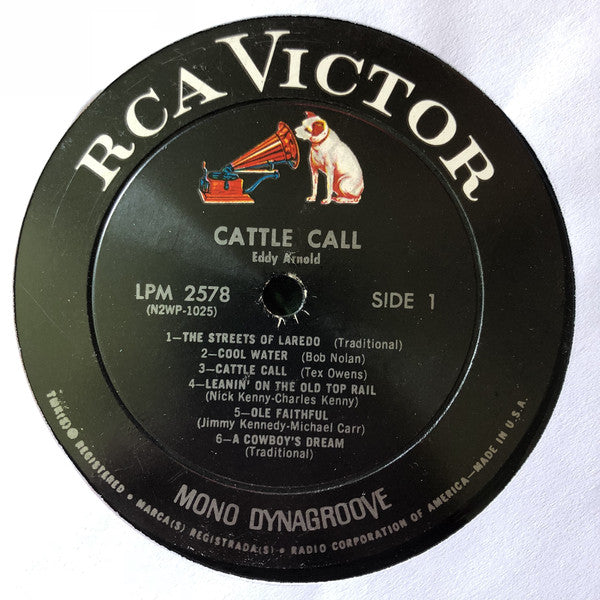 RCA VICTOR
CATTLE CALL
Eddy Arnold
LPM 2578
(N2WP-1025)
SIDE 1
1—THE STREETS OF LAREDO (Traditional)
2—COOL WATER (Bob Nolan)
3—CATTLE CALL (Tex Owens)
4—LEANIN' ON THE OLD TOP RAIL
(Nick Kenny-Charles Kenny)
5—OLE FAITHFUL
(Jimmy Kennedy-Michael Carr)
6—A COWBOY'S DREAM
(Traditional)
MONO DYNAGROOVE
TMK(S) ® REGISTERED • MARCA(S) REGISTRADA(S) • RADIO CORPORATION OF AMERICA—MADE IN U.S.A.